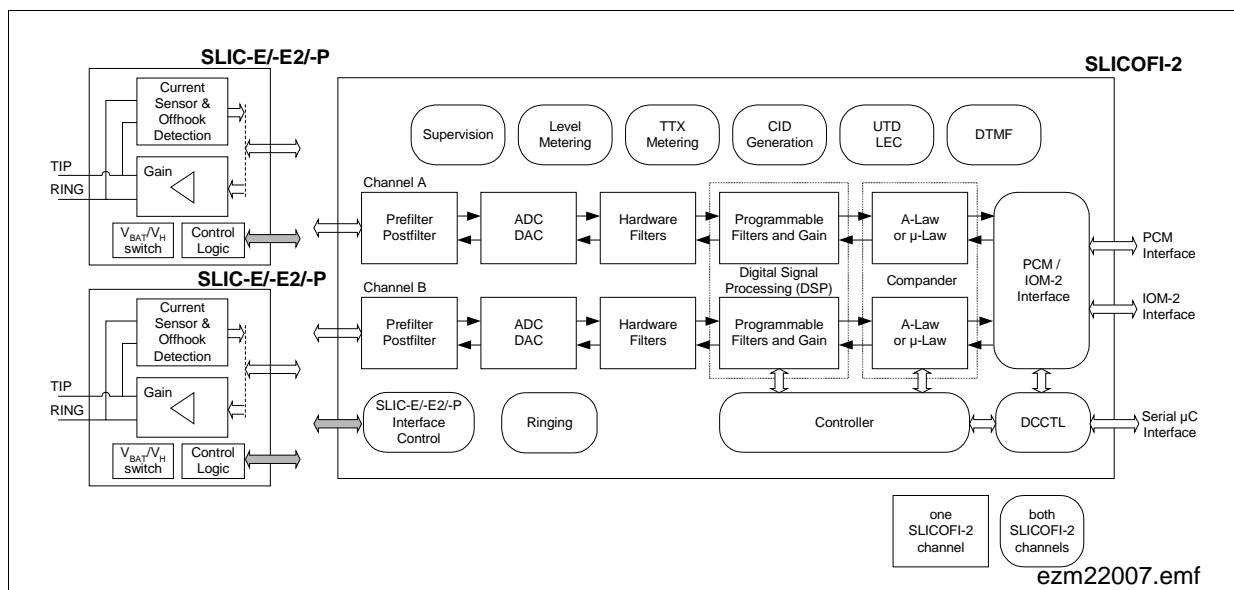 SLIC-E/-E2/-P
Current
Sensor &
Offhook
Detection
TIP
RING
Gain
VBAT/VH
switch
Control
Logic
SLIC-E/-E2/-P
Current
Sensor &
Offhook
Detection
TIP
RING
Gain
VBAT/VH
switch
Control
Logic
SLICOFI-2
Supervision
Level
Metering
TTX
Metering
CID
Generation
UTD
LEC
DTMF
Channel A
Prefilter
Postfilter
ADC
DAC
Hardware
Filters
Programmable
Filters and Gain
A-Law
or µ-Law
Digital Signal
Processing (DSP)
Compander
PCM /
IOM-2
Interface
PCM
Interface
IOM-2
Interface
Channel B
Prefilter
Postfilter
ADC
DAC
Hardware
Filters
Programmable
Filters and Gain
A-Law
or µ-Law
SLIC-E/-E2/-P
Interface
Control
Ringing
Controller
DCCTL
Serial µC
Interface
one
SLICOFI-2
channel
both
SLICOFI-2
channels
ezm22007.emf